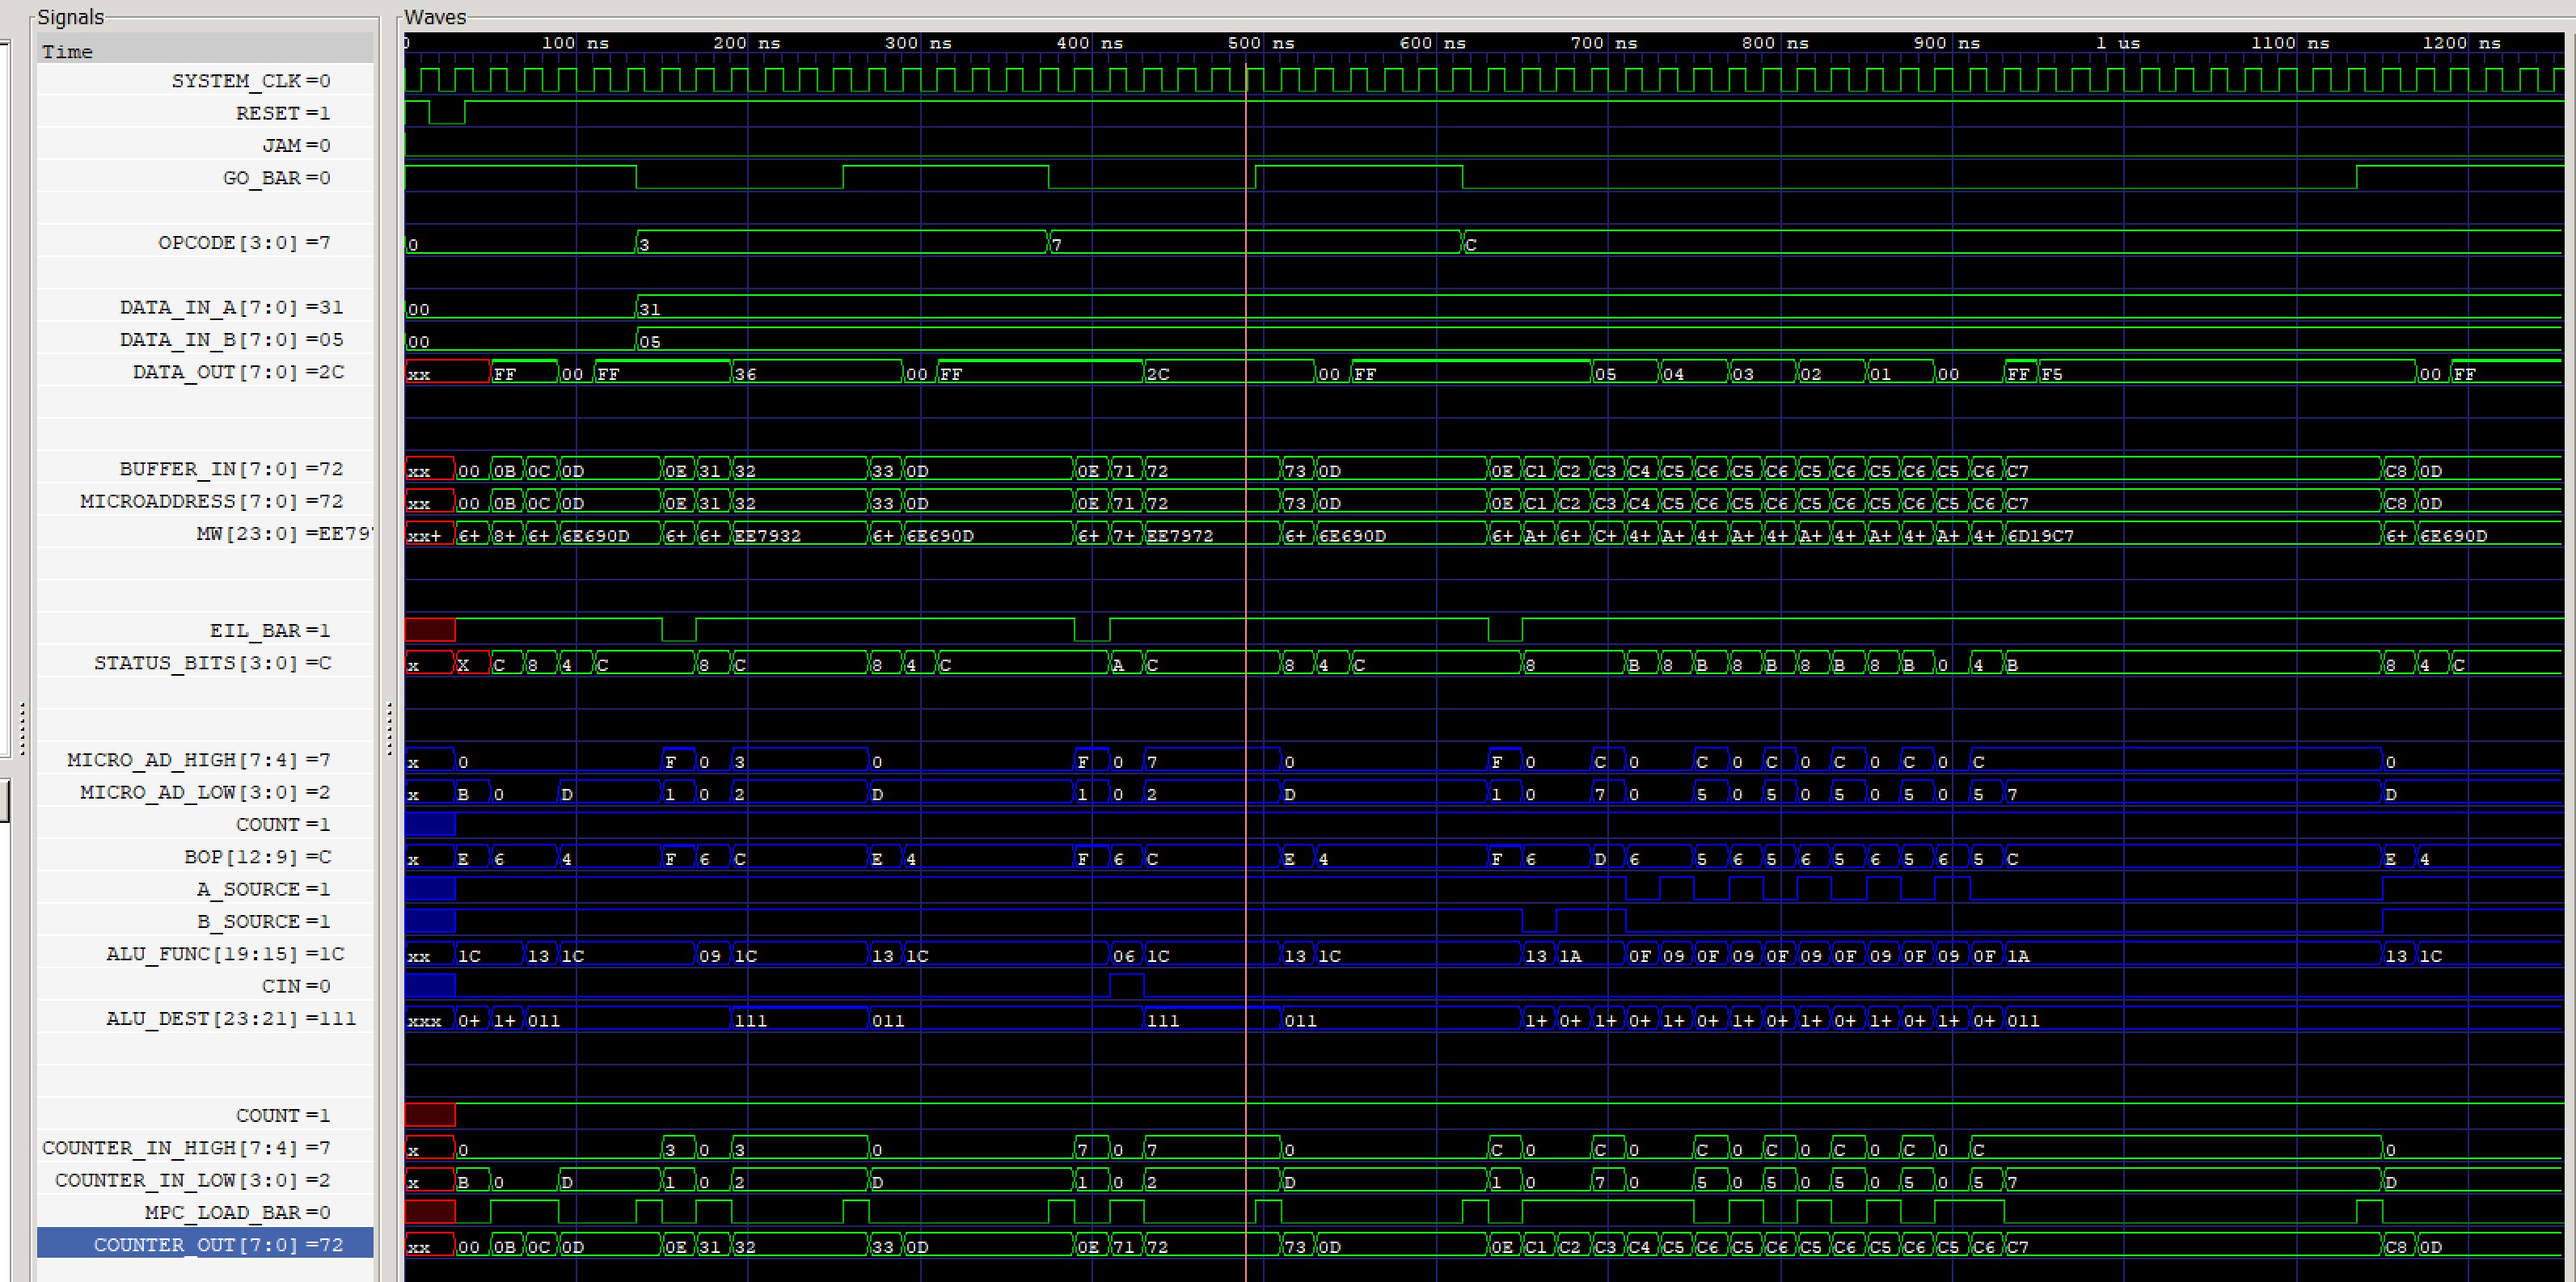 Signals
Waves
Time
0 100 ns 200 ns 300 ns 400 ns 500 ns 600 ns 700 ns 800 ns 900 ns 1 us 1100 ns 1200 ns
SYSTEM_CLK =0
RESET =1
JAM =0
GO_BAR =0
OPCODE[3:0] =7 0 3 7 C
DATA_IN_A[7:0] =31 00 31
DATA_IN_B[7:0] =05 00 05
DATA_OUT[7:0] =2C xx FF 00 FF 36 00 FF 2C 00 FF 05 04 03 02 01 00 FF F5 00 FF
BUFFER_IN[7:0] =72 xx 00 0B 0C 0D 0E 31 32 33 0D 0E 71 72 73 0D 0E C1 C2 C3 C4 C5 C6 C5 C6 C5 C6 C5 C6 C5 C6 C7 C8 0D
MICROADDRESS[7:0] =72 xx 00 0B 0C 0D 0E 31 32 33 0D 0E 71 72 73 0D 0E C1 C2 C3 C4 C5 C6 C5 C6 C5 C6 C5 C6 C5 C6 C7 C8 0D
MW[23:0] =EE79 xx+ 6+ 8+ 6+ 6E690D 6+ 6+ EE7932 6+ 6E690D 6+ 7+ EE7972 6+ 6E690D 6+ A+ 6+ C+ 4+ A+ 4+ A+ 4+ A+ 4+ A+ 4+ A+ 4+ 6D19C7 6+ 6E690D
EIL_BAR =1
STATUS_BITS[3:0] =C x X C 8 4 C 8 C 8 4 C A C 8 4 C 8 B 8 B 8 B 8 B 8 B 0 4 B 8 4 C
MICRO_AD_HIGH[7:4] =7 x 0 F 0 3 0 F 0 7 0 F 0 C 0 C 0 C 0 C 0 C 0 C 0
MICRO_AD_LOW[3:0] =2 x B 0 D 1 0 2 D 1 0 2 D 1 0 7 0 5 0 5 0 5 0 5 0 5 7 D
COUNT =1
BOP[12:9] =C x E 6 4 F 6 C E 4 F 6 C E 4 F 6 D 6 5 6 5 6 5 6 5 6 5 C E 4
A_SOURCE =1
B_SOURCE =1
ALU_FUNC[19:15] =1C xx 1C 13 1C 09 1C 13 1C 06 1C 13 1C 13 1A 0F 09 0F 09 0F 09 0F 09 0F 09 0F 1A 13 1C
CIN =0
ALU_DEST[23:21] =111 xxx 0+ 1+ 011 111 011 111 011 1+ 0+ 1+ 0+ 1+ 0+ 1+ 0+ 1+ 0+ 1+ 0+ 1+ 0+ 011
COUNT =1
COUNTER_IN_HIGH[7:4] =7 x 0 3 0 3 0 7 0 7 0 C 0 C 0 C 0 C 0 C 0 C 0 C 0
COUNTER_IN_LOW[3:0] =2 x B 0 D 1 0 2 D 1 0 2 D 1 0 7 0 5 0 5 0 5 0 5 0 5 7 D
MPC_LOAD_BAR =0
COUNTER_OUT[7:0] =72 xx 00 0B 0C 0D 0E 31 32 33 0D 0E 71 72 73 0D 0E C1 C2 C3 C4 C5 C6 C5 C6 C5 C6 C5 C6 C5 C6 C7 C8 0D